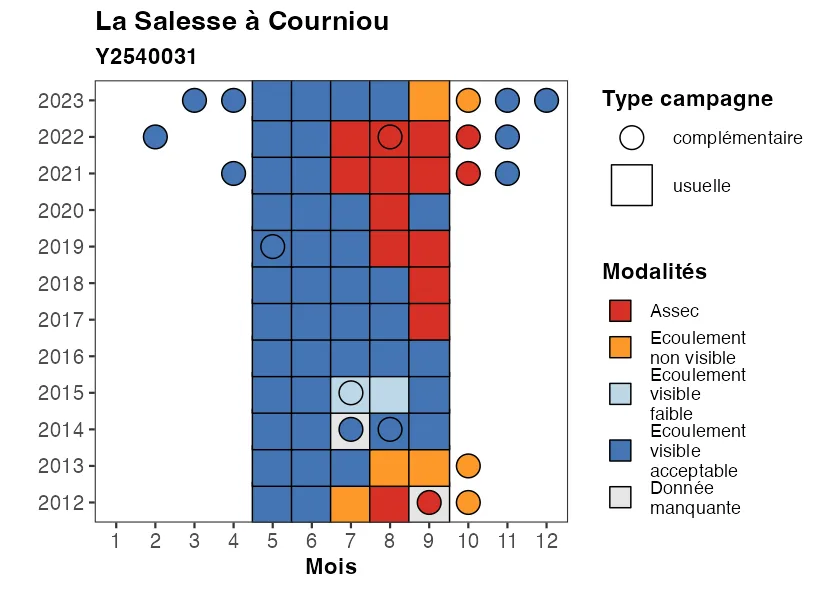 La Salesse à Courniou
Y2540031
2023
2022
2021
2020
2019
2018
2017
2016
2015
2014
2013
2012
1 2 3 4 5 6 7 8 9 10 11 12
Mois
Type campagne
complémentaire
usuelle
Modalités
Assec
Ecoulement
non visible
Ecoulement
visible
faible
Ecoulement
visible
acceptable
Donnée
manquante